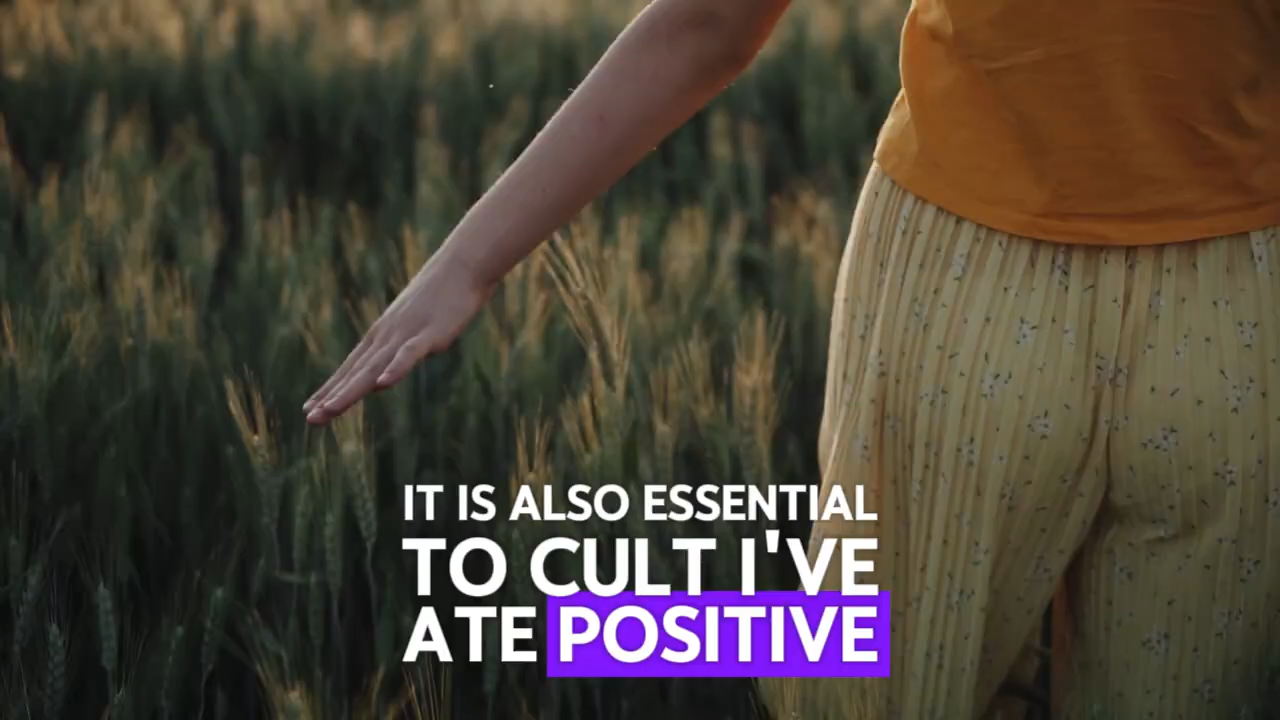 IT IS ALSO ESSENTIAL
TO CULT I'VE
ATE POSITIVE